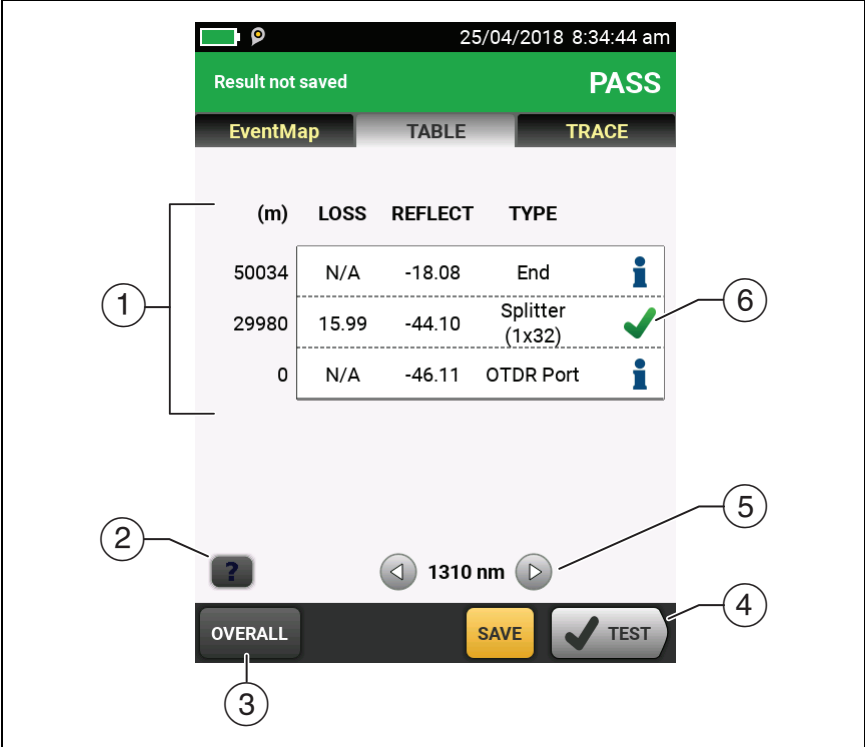 25/04/2018 8:34:44 am
Result not saved PASS
EventMap TABLE TRACE
(m) LOSS REFLECT TYPE
50034 N/A -18.08 End
29980 15.99 -44.10 Splitter
(1x32)
0 N/A -46.11 OTDR Port
1
6
2
?
1310 nm
5
OVERALL SAVE TEST
4
3